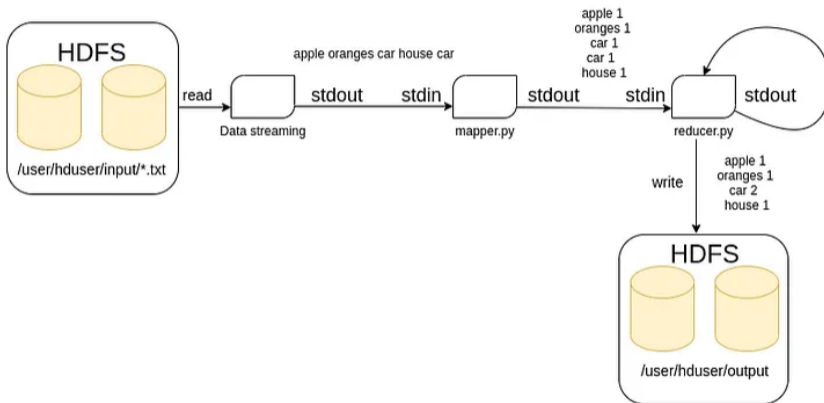 HDFS
/user/hduser/input/*.txt
read
Data streaming
stdout
apple oranges car house car
stdin
mapper.py
stdout
apple 1
oranges 1
car 1
car 1
house 1
stdin
reducer.py
stdout
write
apple 1
oranges 1
car 2
house 1
HDFS
/user/hduser/output